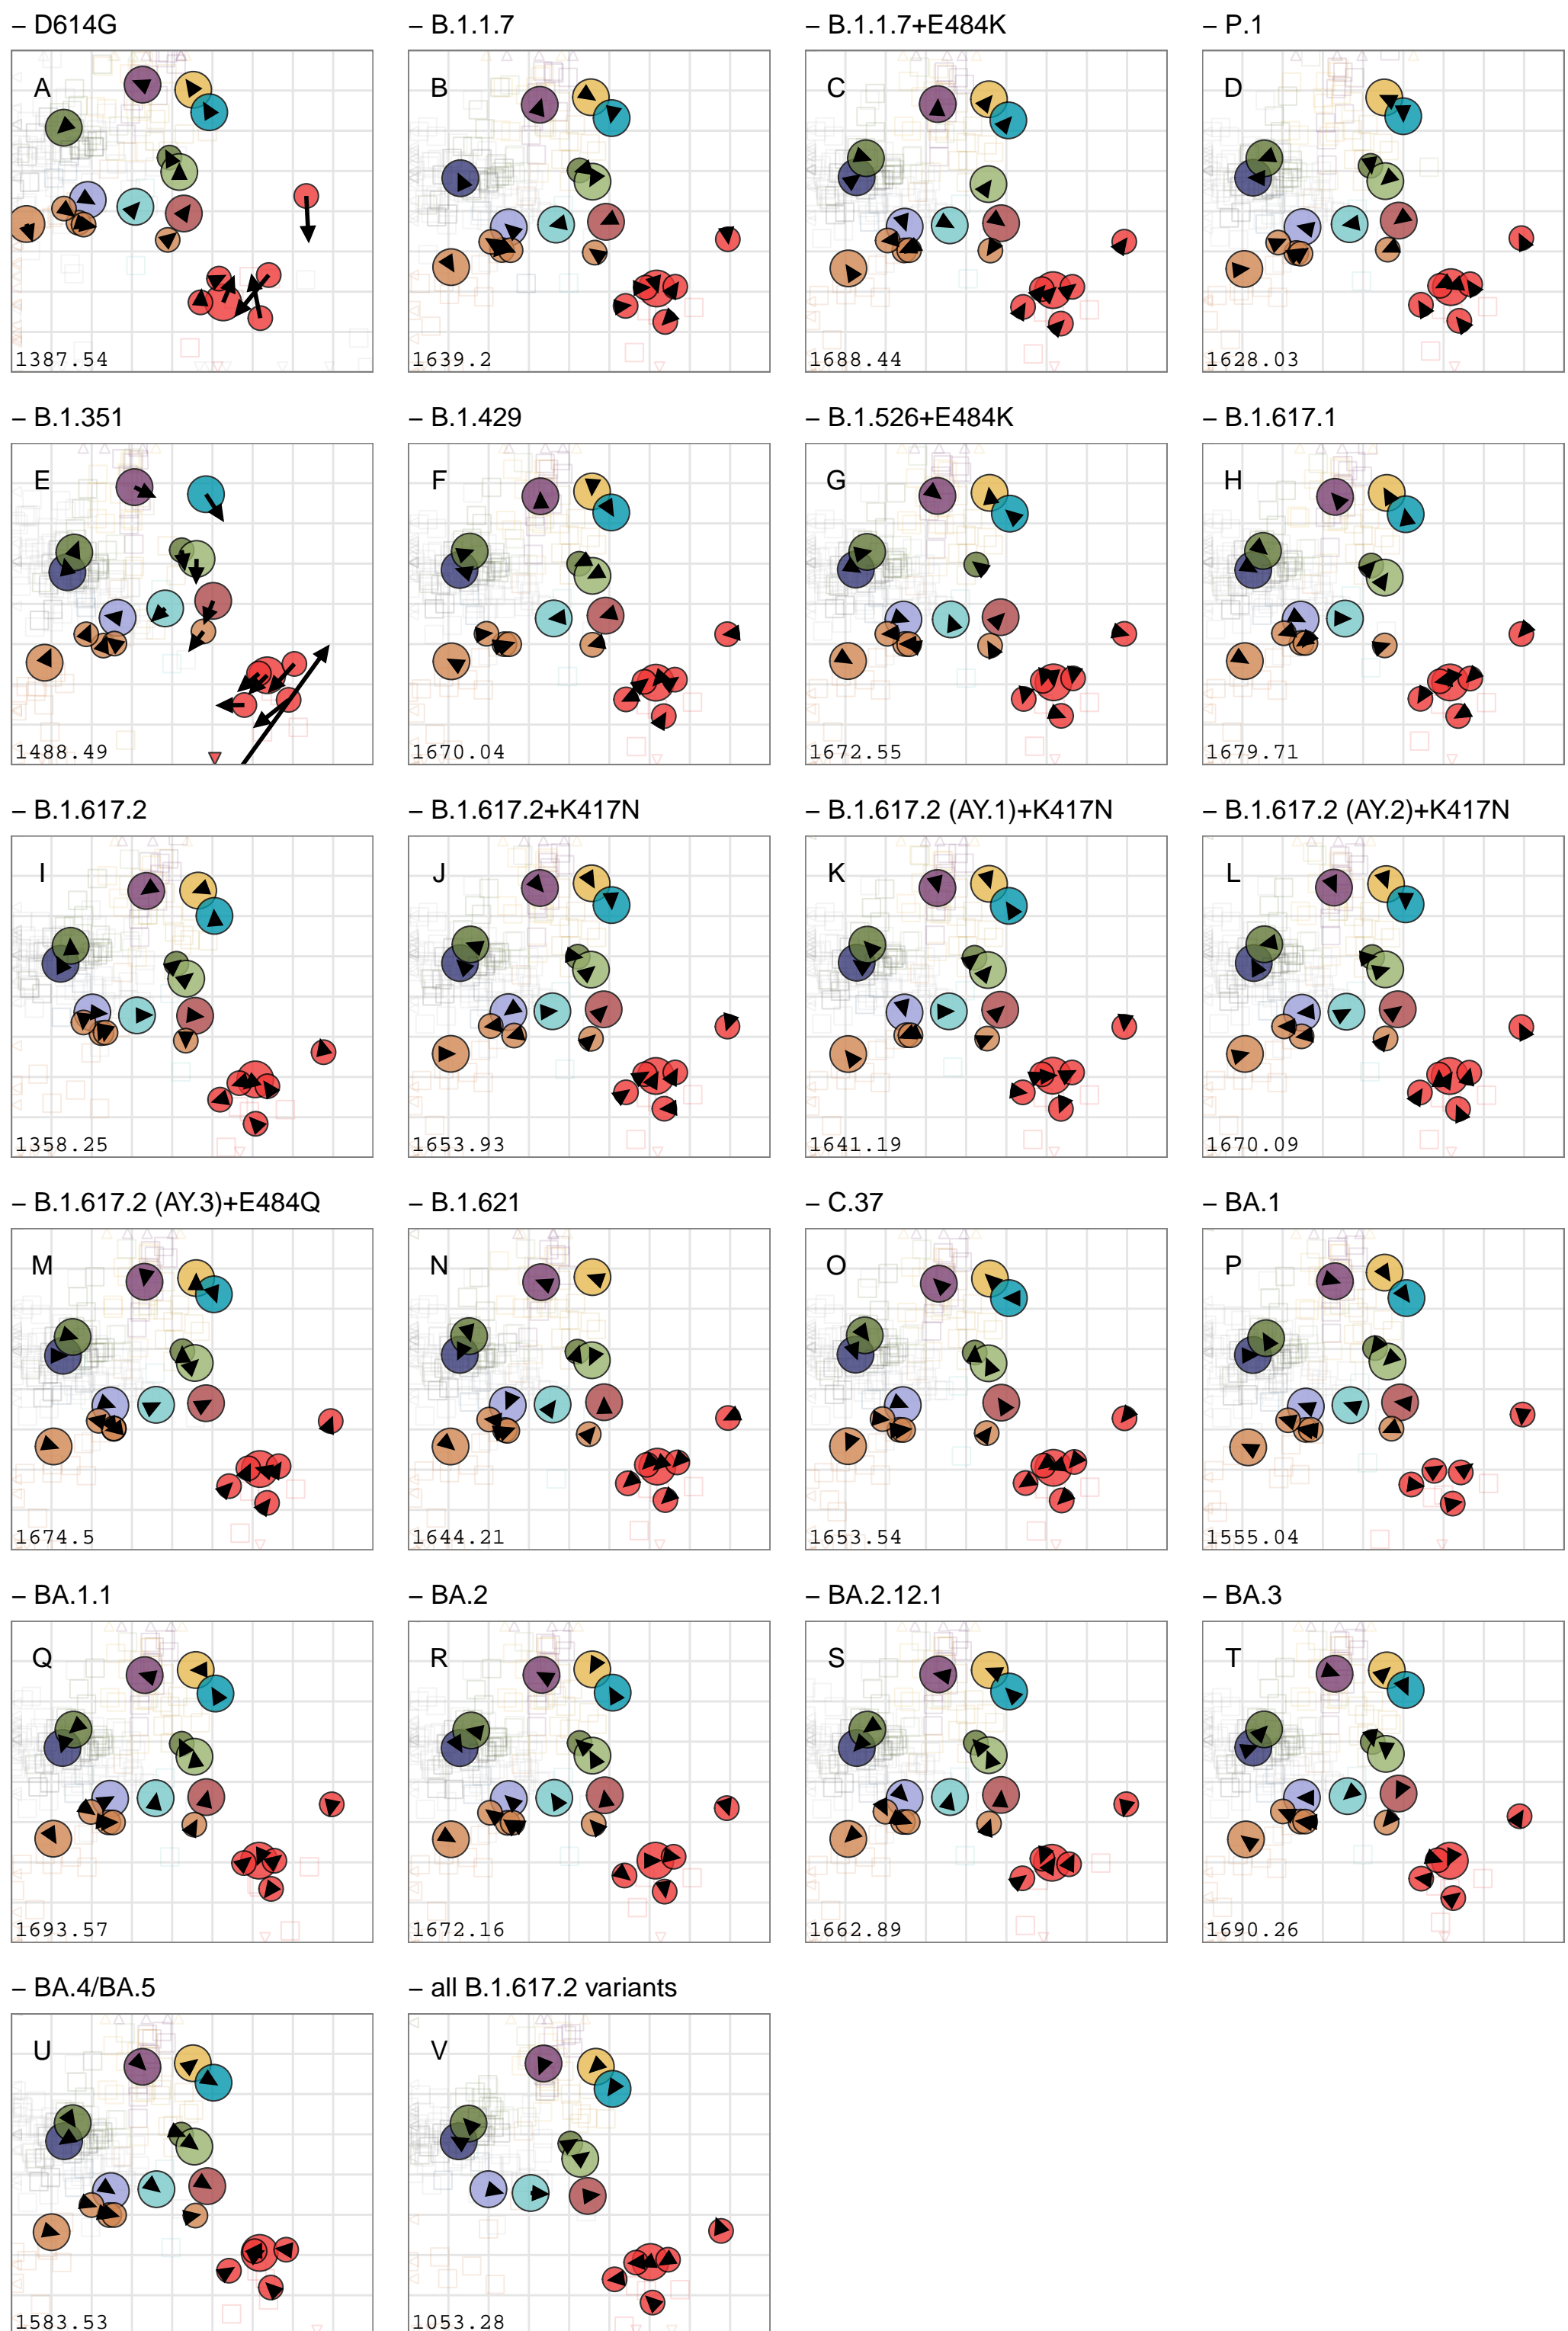 – D614G
– B.1.1.7
– B.1.1.7+E484K
– P.1
A
B
C
D
1387.54
1639.2
1688.44
1628.03
– B.1.351
– B.1.429
– B.1.526+E484K
– B.1.617.1
E
F
G
H
1488.49
1670.04
1672.55
1679.71
– B.1.617.2
– B.1.617.2+K417N
– B.1.617.2 (AY.1)+K417N
– B.1.617.2 (AY.2)+K417N
I
J
K
L
1358.25
1653.93
1641.19
1670.09
– B.1.617.2 (AY.3)+E484Q
– B.1.621
– C.37
– BA.1
M
N
O
P
1674.5
1644.21
1653.54
1555.04
– BA.1.1
– BA.2
– BA.2.12.1
– BA.3
Q
R
S
T
1693.57
1672.16
1662.89
1690.26
– BA.4/BA.5
– all B.1.617.2 variants
U
V
1583.53
1053.28